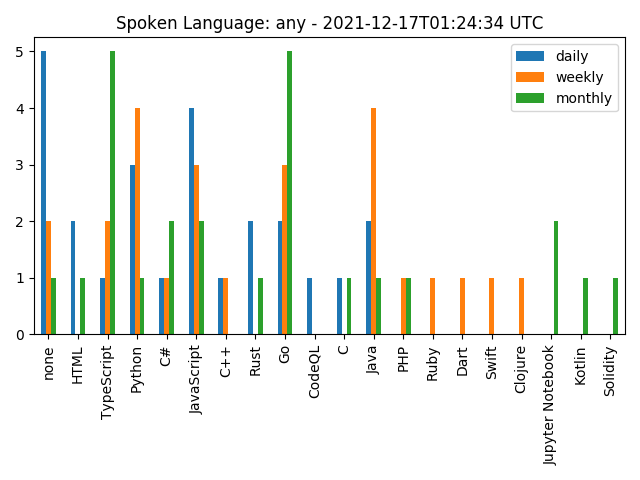 Spoken Language: any - 2021-12-17T01:24:34 UTC
daily
weekly
monthly
5
4
3
2
1
0
none
HTML
TypeScript
Python
C#
JavaScript
C++
Rust
Go
CodeQL
C
Java
PHP
Ruby
Dart
Swift
Clojure
Jupyter Notebook
Kotlin
Solidity